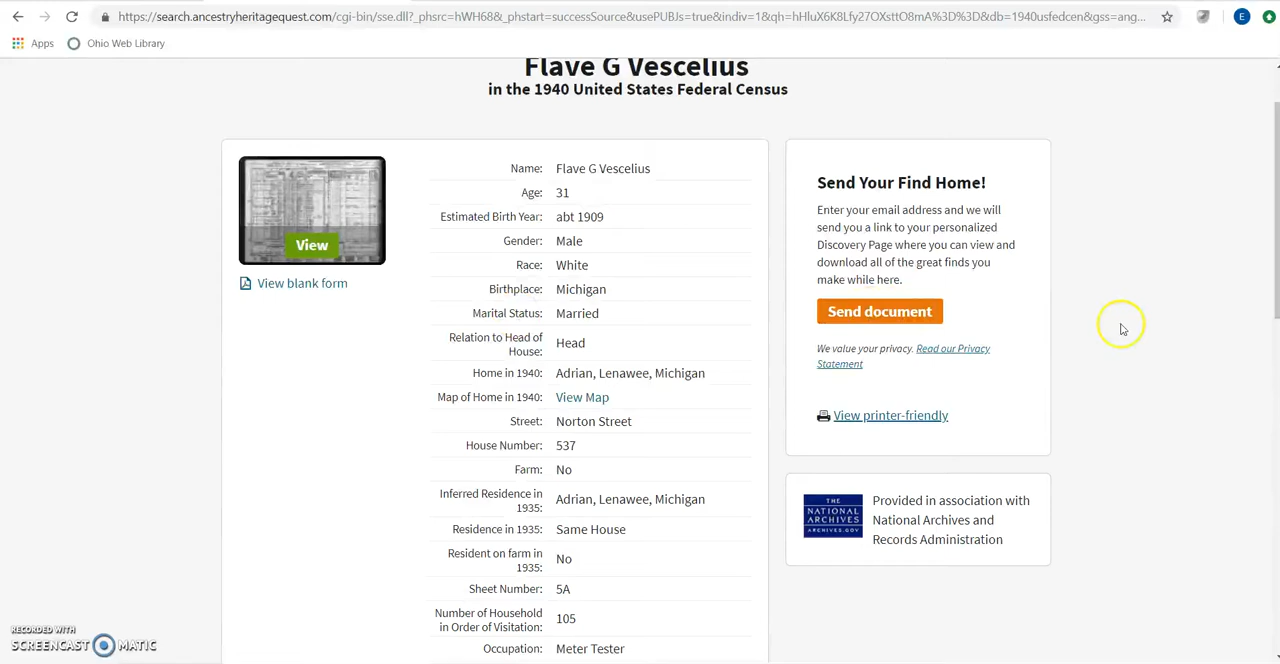 https://search.ancestryheritagequest.com/cgi-bin/sse.dll?_phsrc=hWH68&_phstart=successSource&usePUBJs=true&indiv=1&qh=hHluX6K8Lfy27OXsttO8mA%3D%3D&db=1940usfedcen&gss=ang...
E
Apps
Ohio Web Library
Flave G Vescelius
in the 1940 United States Federal Census
View
View blank form
Name: Flave G Vescelius
Age: 31
Estimated Birth Year: abt 1909
Gender: Male
Race: White
Birthplace: Michigan
Marital Status: Married
Relation to Head of
House: Head
Home in 1940: Adrian, Lenawee, Michigan
Map of Home in 1940: View Map
Street: Norton Street
House Number: 537
Farm: No
Inferred Residence in
1935: Adrian, Lenawee, Michigan
Residence in 1935: Same House
Resident on farm in
1935: No
Sheet Number: 5A
Number of Household
in Order of Visitation: 105
Occupation: Meter Tester
Send Your Find Home!
Enter your email address and we will
send you a link to your personalized
Discovery Page where you can view and
download all of the great finds you
make while here.
Send document
We value your privacy. Read our Privacy
Statement
View printer-friendly
THE
NATIONAL
ARCHIVES
ARCHIVES.GOV
Provided in association with
National Archives and
Records Administration
RECORDED WITH
SCREENCAST MATIC